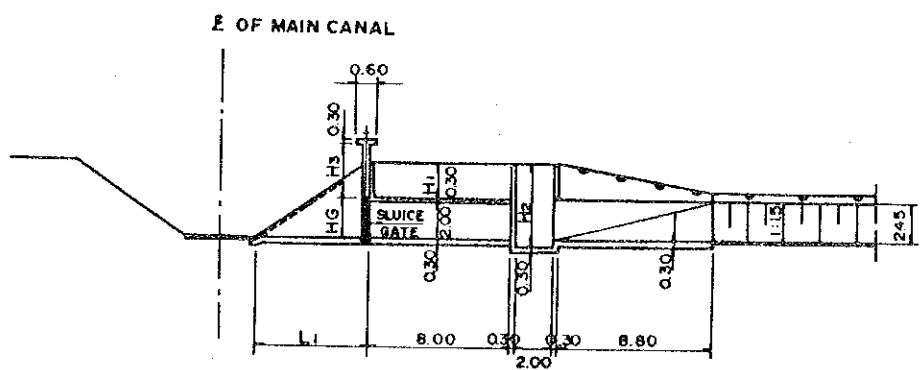 ℄ OF MAIN CANAL
0.60
0.30
H3
HG
H1
0.30
SLUICE
GATE
2.00
0.30
H2
0.30
0.30
1:1.5
2.45
L1
8.00
0.30
2.00
0.30
8.80